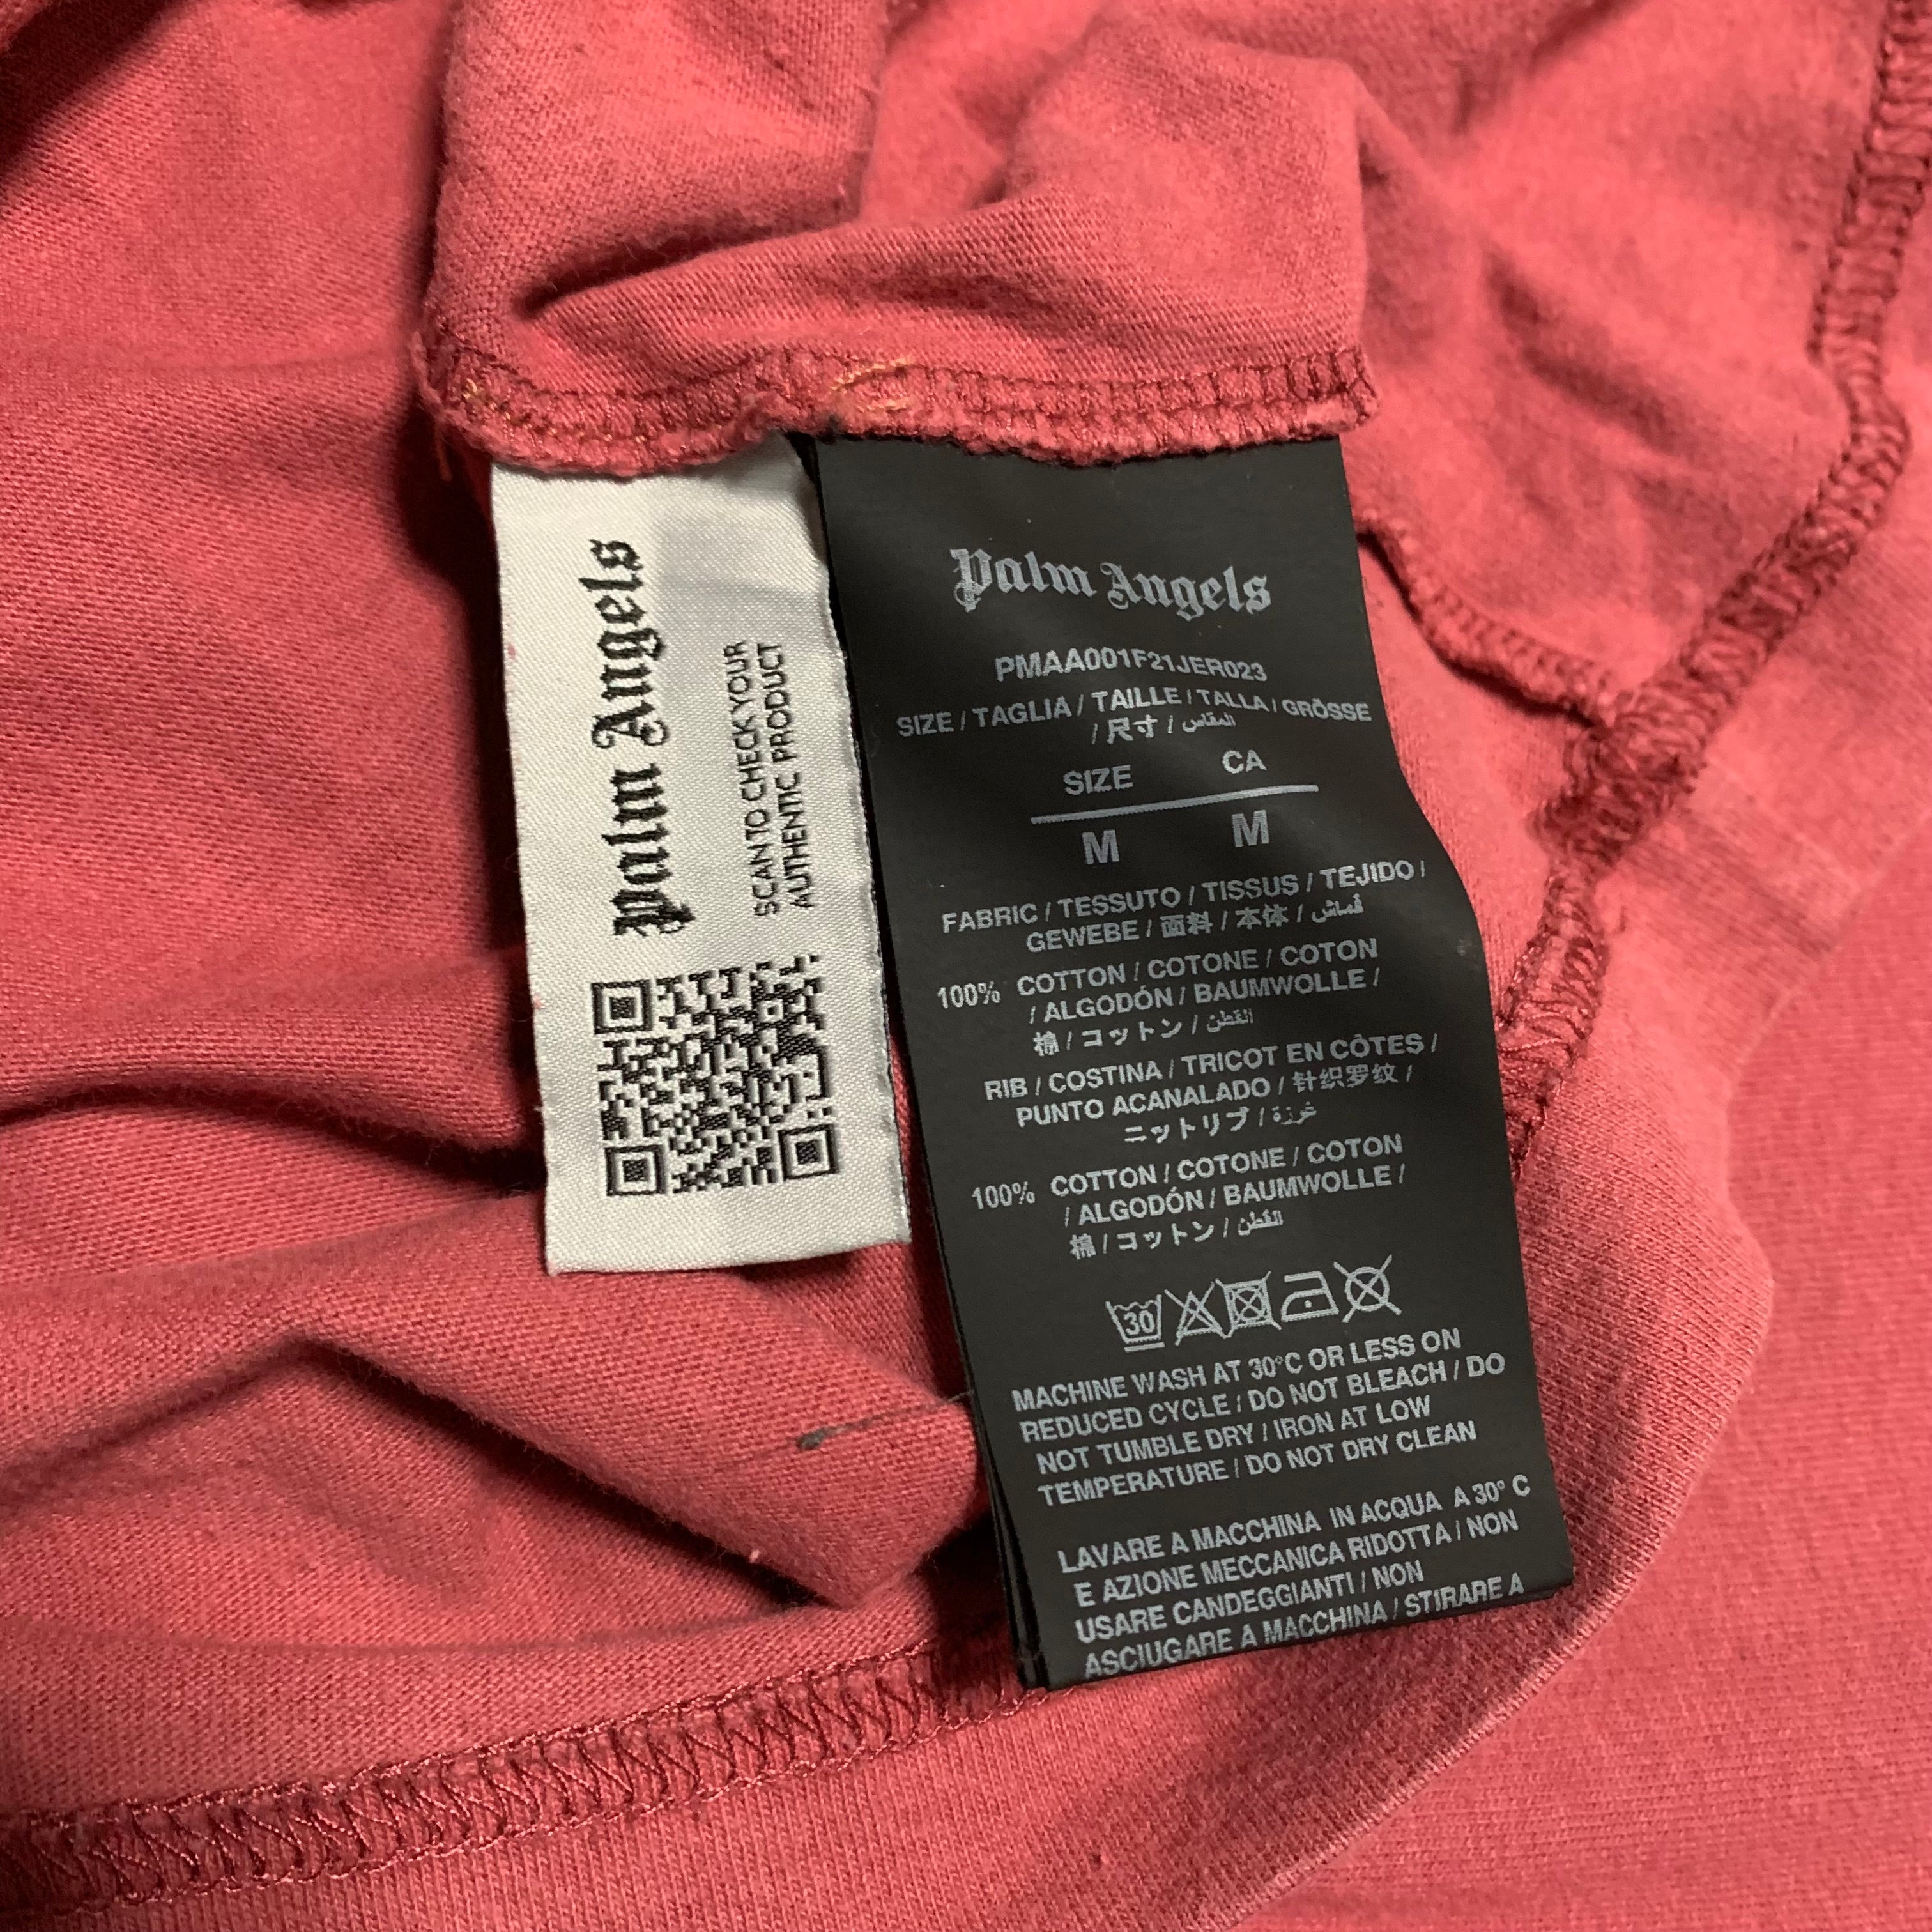 Palm Angels
SCAN TO CHECK YOUR
AUTHENTIC PRODUCT
Palm Angels
PMAA001F21JER023
SIZE / TAGLIA / TAILLE / TALLA / GRÖSSE
/ 尺寸 / المقاس
SIZE CA
M M
FABRIC / TESSUTO / TISSUS / TEJIDO /
GEWEBE / 面料 / 本体 / قماش
100% COTTON / COTONE / COTON
/ ALGODÓN / BAUMWOLLE /
棉 / コットン / القطن
RIB / COSTINA / TRICOT EN CÔTES /
PUNTO ACANALADO / 针织罗纹 /
ニットリブ / غرزة
100% COTTON / COTONE / COTON
/ ALGODÓN / BAUMWOLLE /
棉 / コットン / القطن
30
MACHINE WASH AT 30°C OR LESS ON
REDUCED CYCLE / DO NOT BLEACH / DO
NOT TUMBLE DRY / IRON AT LOW
TEMPERATURE / DO NOT DRY CLEAN
LAVARE A MACCHINA IN ACQUA A 30° C
E AZIONE MECCANICA RIDOTTA / NON
USARE CANDEGGIANTI / NON
ASCIUGARE A MACCHINA / STIRARE A